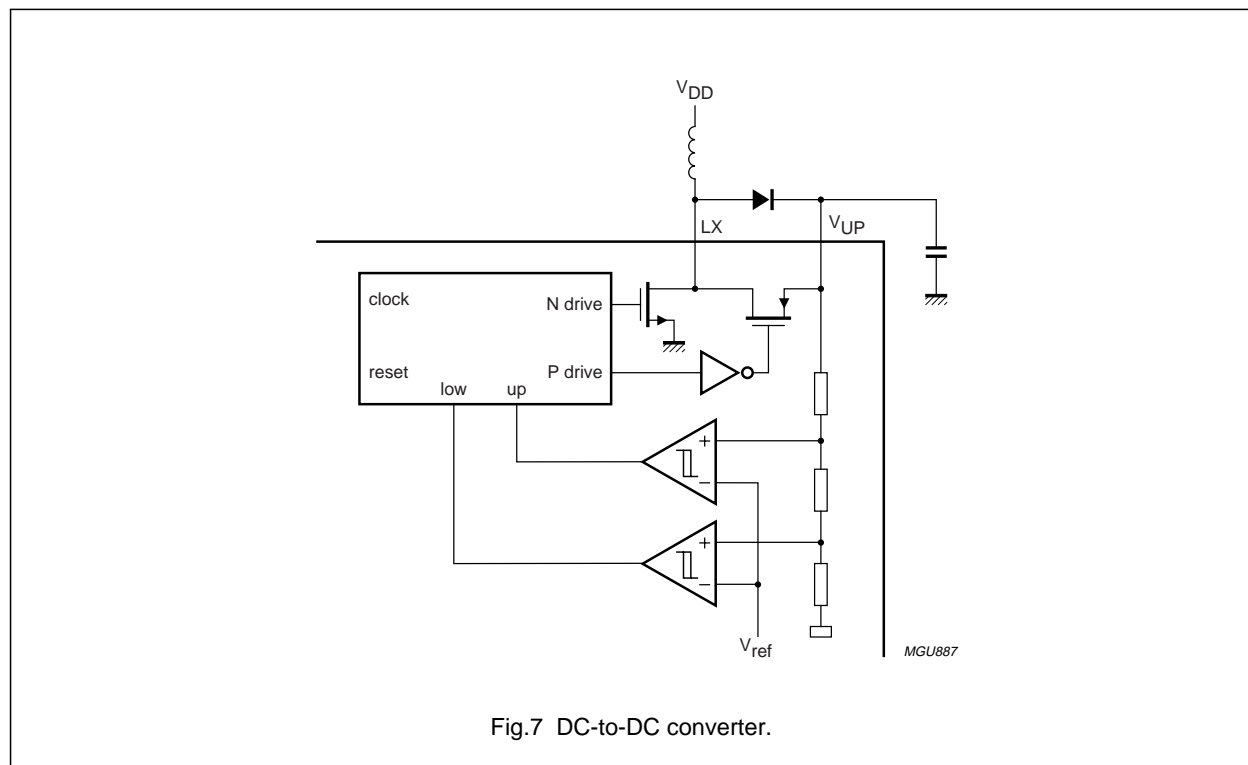 VDD
LX
VUP
clock
N drive
reset
P drive
low
up
+
−
+
−
Vref
MGU887
Fig.7 DC-to-DC converter.